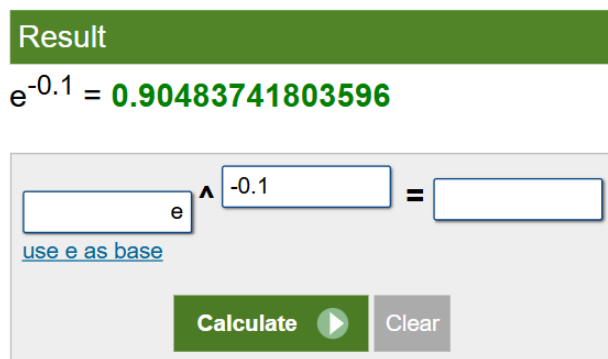 Result
e-0.1 = 0.90483741803596
e ^ -0.1 =
use e as base
Calculate Clear